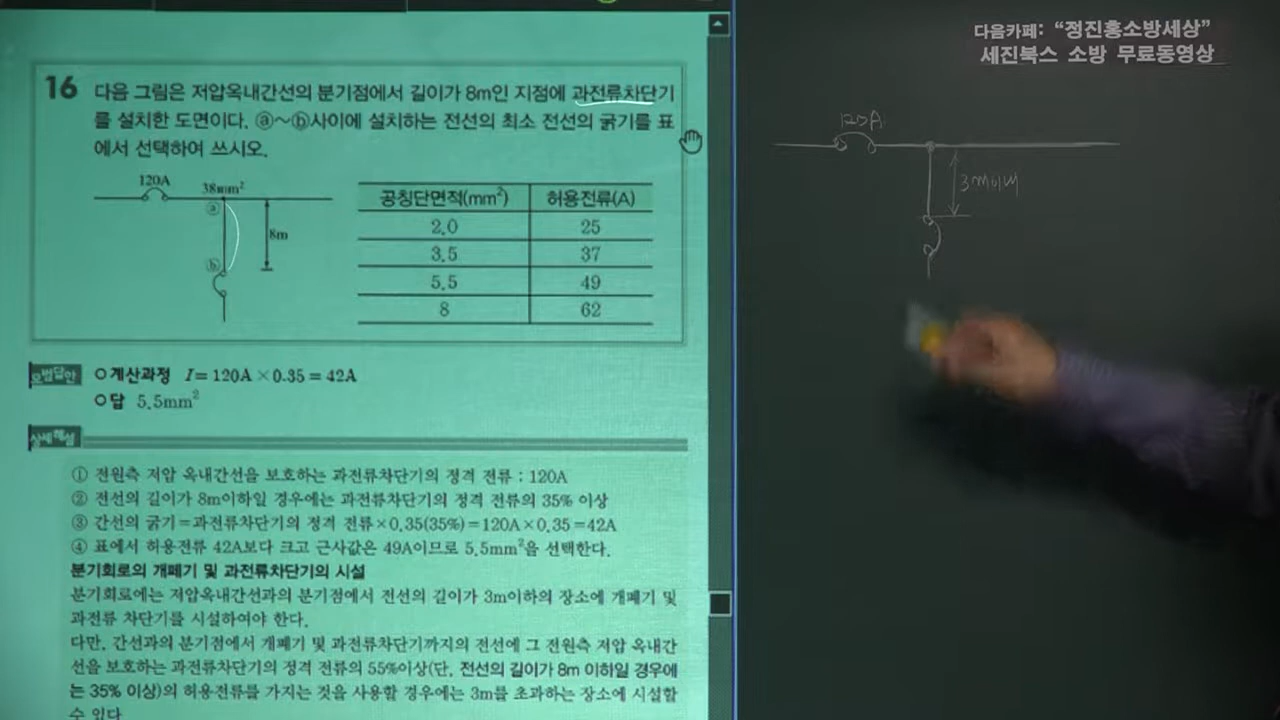 다음카페: "정진홍소방세상"
세진북스 소방 무료동영상
16 다음 그림은 저압옥내간선의 분기점에서 길이가 8m인 지점에 과전류차단기
를 설치한 도면이다. ⓐ~ⓑ사이에 설치하는 전선의 최소 전선의 굵기를 표
에서 선택하여 쓰시오.
120A
38mm²
ⓐ
8m
ⓑ
공칭단면적(mm²) 허용전류(A)
2.0 25
3.5 37
5.5 49
8 62
모범답안 ○계산과정 I=120A×0.35=42A
○답 5.5mm²
상세해설
① 전원측 저압 옥내간선을 보호하는 과전류차단기의 정격 전류 : 120A
② 전선의 길이가 8m이하일 경우에는 과전류차단기의 정격 전류의 35% 이상
③ 간선의 굵기=과전류차단기의 정격 전류×0.35(35%)=120A×0.35=42A
④ 표에서 허용전류 42A보다 크고 근사값은 49A이므로 5.5mm²을 선택한다.
분기회로의 개폐기 및 과전류차단기의 시설
분기회로에는 저압옥내간선과의 분기점에서 전선의 길이가 3m이하의 장소에 개폐기 및
과전류 차단기를 시설하여야 한다.
다만, 간선과의 분기점에서 개폐기 및 과전류차단기까지의 전선에 그 전원측 저압 옥내간
선을 보호하는 과전류차단기의 정격 전류의 55%이상(단, 전선의 길이가 8m 이하일 경우에
는 35% 이상)의 허용전류를 가지는 것을 사용할 경우에는 3m를 초과하는 장소에 시설할
수 있다
120A
3m이내